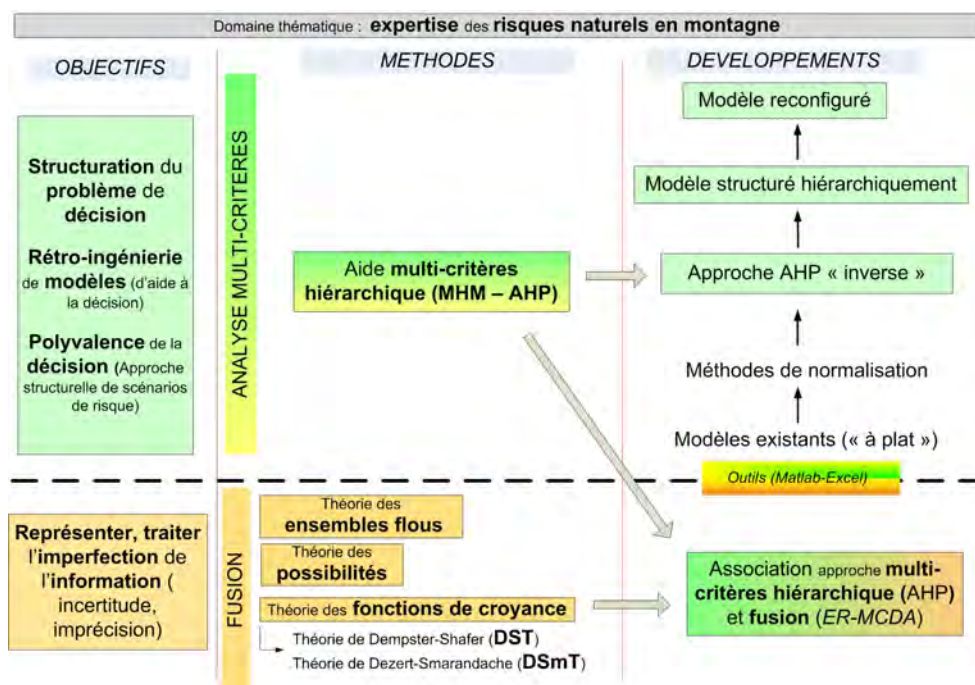 Domaine thématique : expertise des risques naturels en montagne
OBJECTIFS
METHODES
DEVELOPPEMENTS
Structuration du
problème de
décision
Rétro-ingénierie
de modèles (d'aide à
la décision)
Polyvalence de la
décision (Approche
structurelle de scénarios
de risque)
ANALYSE MULTI-CRITERES
Aide multi-critères
hiérarchique (MHM – AHP)
Modèle reconfiguré
Modèle structuré hiérarchiquement
Approche AHP « inverse »
Méthodes de normalisation
Modèles existants (« à plat »)
Outils (Matlab-Excel)
Représenter, traiter
l'imperfection de
l'information (
incertitude,
imprécision)
FUSION
Théorie des
ensembles flous
Théorie des
possibilités
Théorie des fonctions de croyance
Théorie de Dempster-Shafer (DST)
Théorie de Dezert-Smarandache (DSmT)
Association approche multi-
critères hiérarchique (AHP)
et fusion (ER-MCDA)